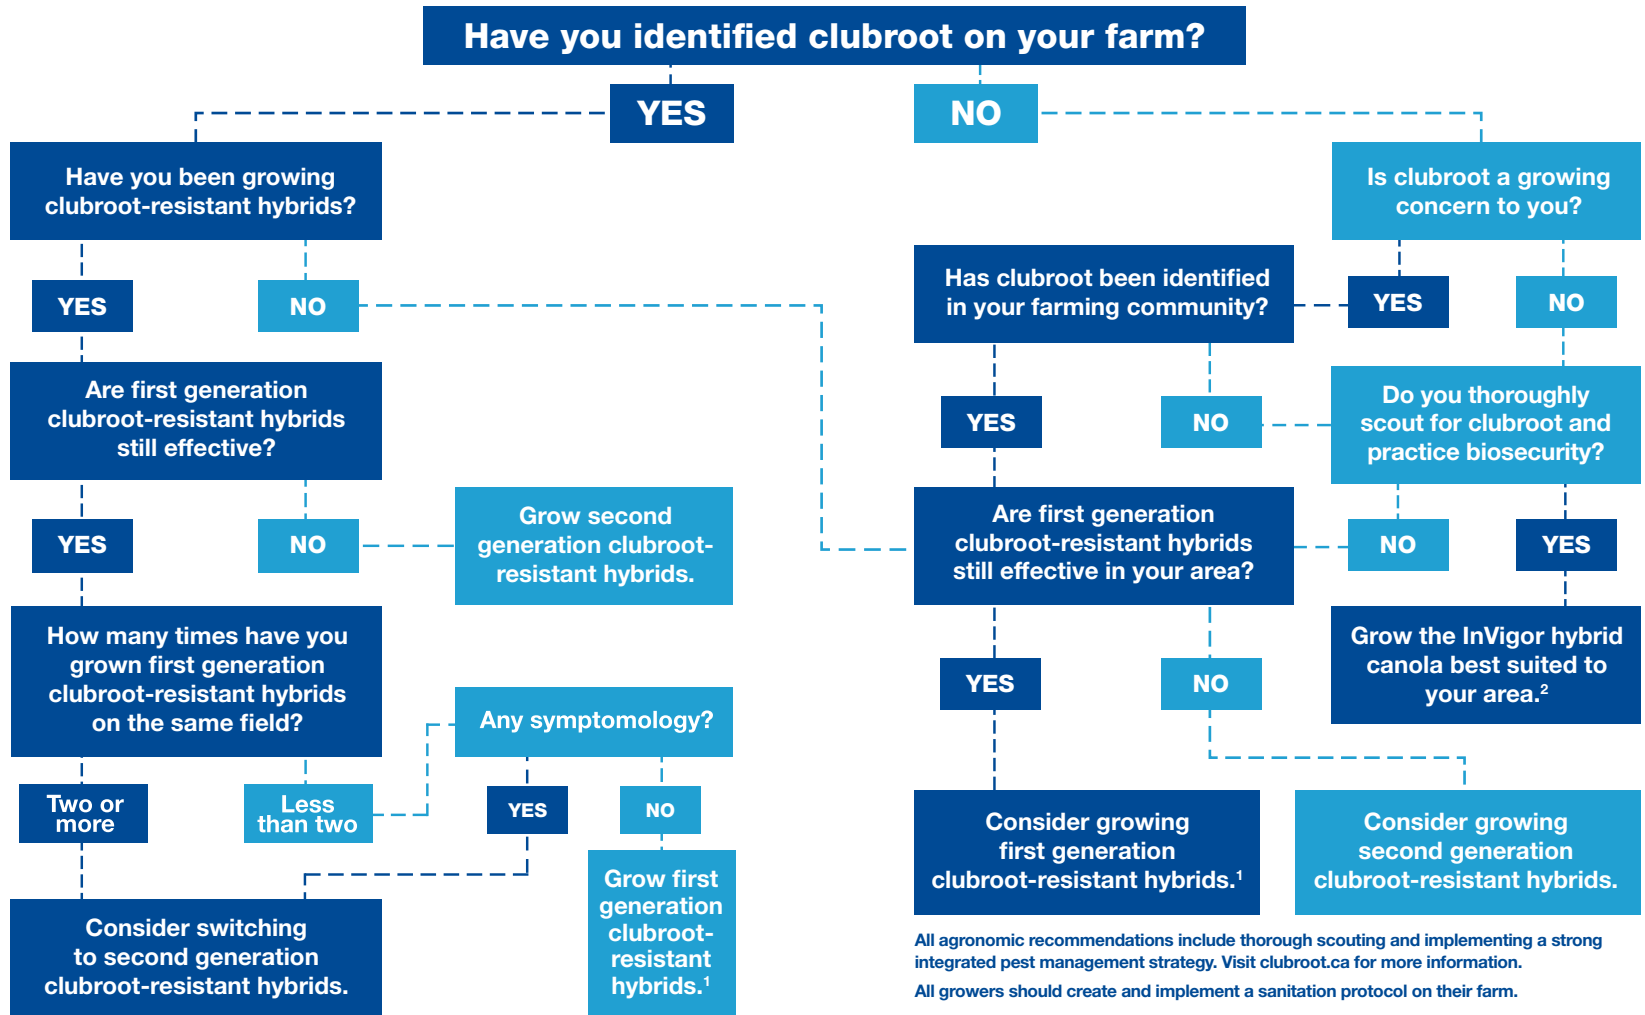 Have you identified clubroot on your farm?
YES
NO
Have you been growing
clubroot-resistant hybrids?
YES
NO
Are first generation
clubroot-resistant hybrids
still effective?
YES
NO
Grow second
generation clubroot-
resistant hybrids.
How many times have you
grown first generation
clubroot-resistant hybrids
on the same field?
Two or
more
Less
than two
Any symptomology?
YES
NO
Grow first
generation
clubroot-
resistant
hybrids.1
Consider switching
to second generation
clubroot-resistant hybrids.
Is clubroot a growing
concern to you?
YES
NO
Has clubroot been identified
in your farming community?
YES
NO
Do you thoroughly
scout for clubroot and
practice biosecurity?
NO
YES
Are first generation
clubroot-resistant hybrids
still effective in your area?
YES
NO
Grow the InVigor hybrid
canola best suited to
your area.2
Consider growing
first generation
clubroot-resistant hybrids.1
Consider growing
second generation
clubroot-resistant hybrids.
All agronomic recommendations include thorough scouting and implementing a strong
integrated pest management strategy. Visit clubroot.ca for more information.
All growers should create and implement a sanitation protocol on their farm.